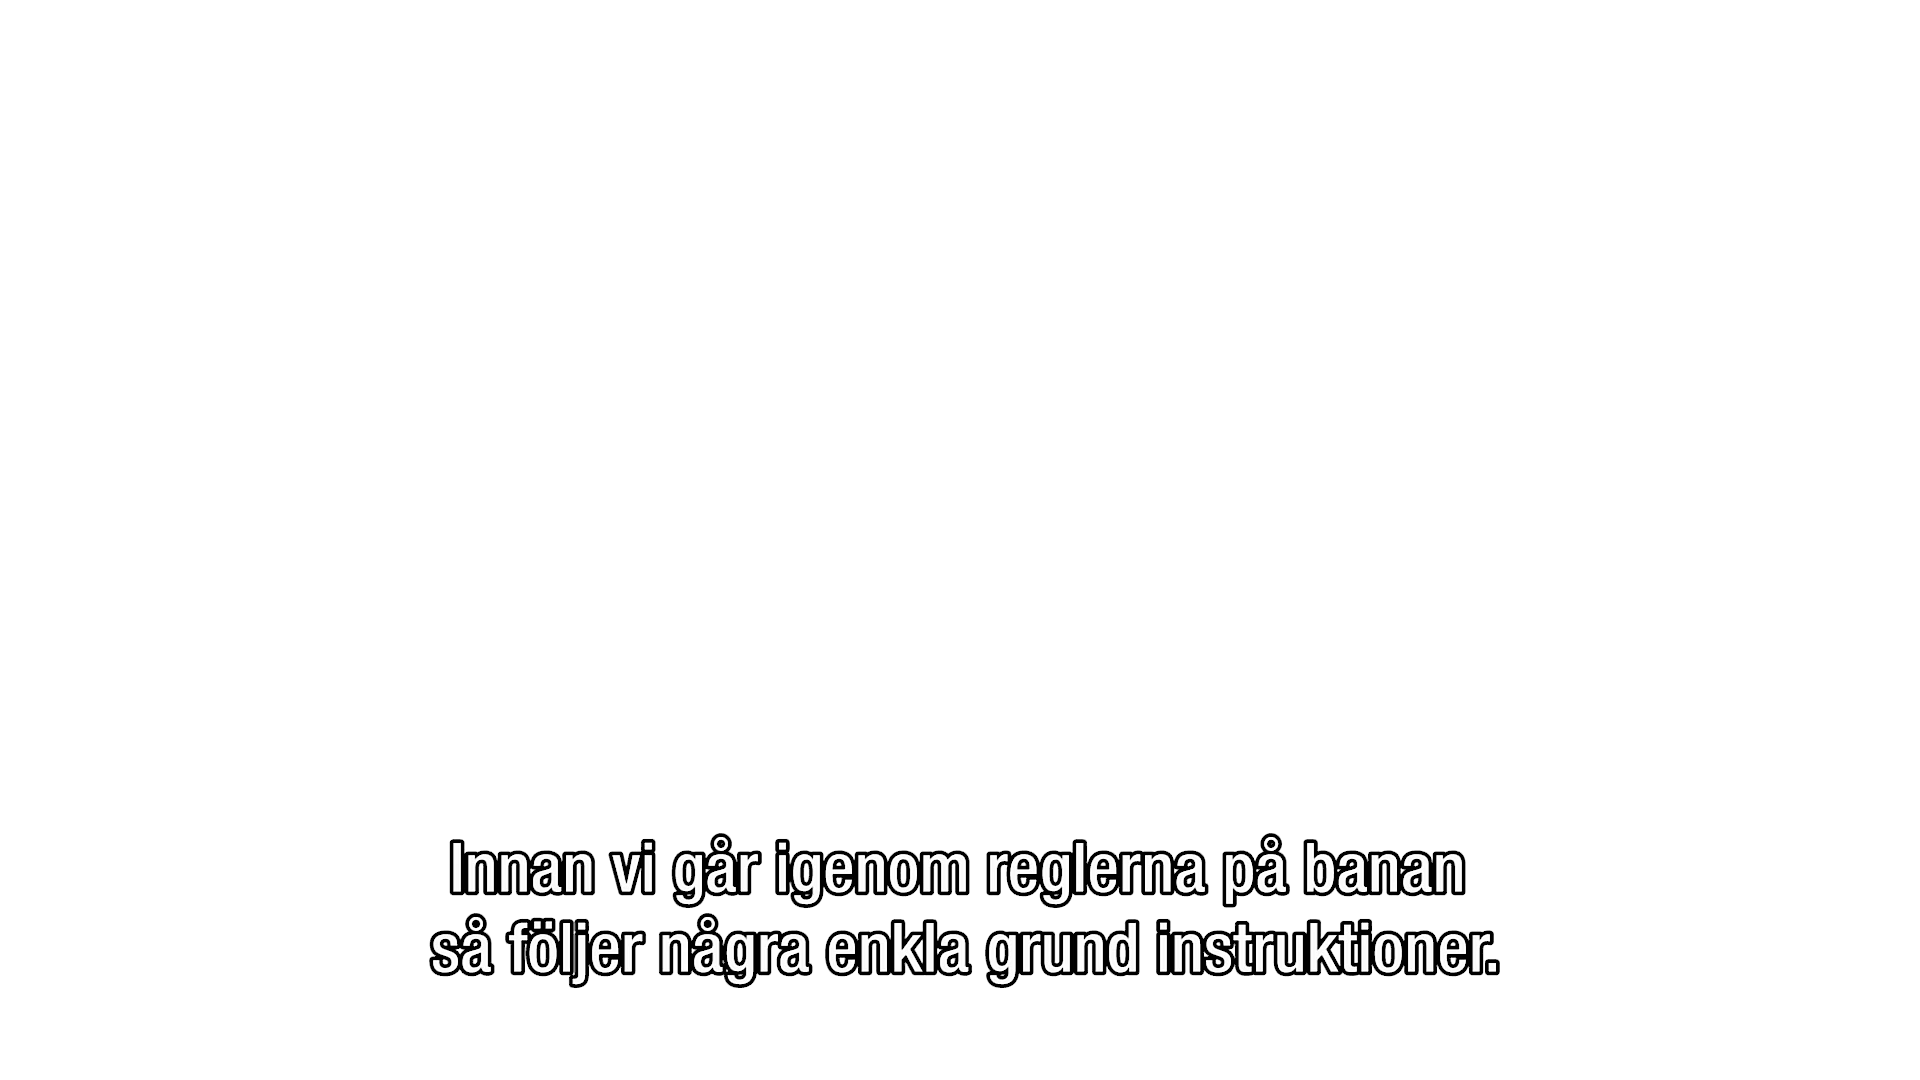 Innan vi går igenom reglerna på banan
så följer några enkla grund instruktioner.